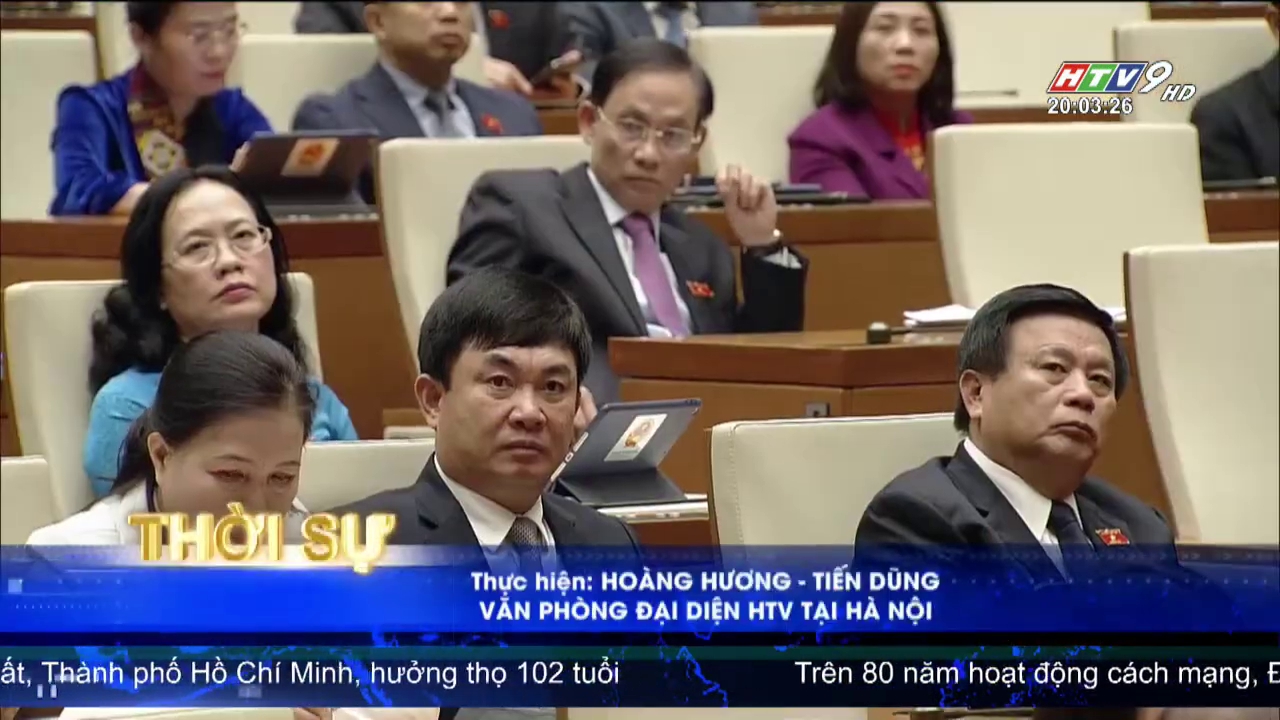 HTV9 HD
20:03:26
THỜI SỰ
Thực hiện: HOÀNG HƯƠNG - TIẾN DŨNG
VĂN PHÒNG ĐẠI DIỆN HTV TẠI HÀ NỘI
ất, Thành phố Hồ Chí Minh, hưởng thọ 102 tuổi
Trên 80 năm hoạt động cách mạng, Đ